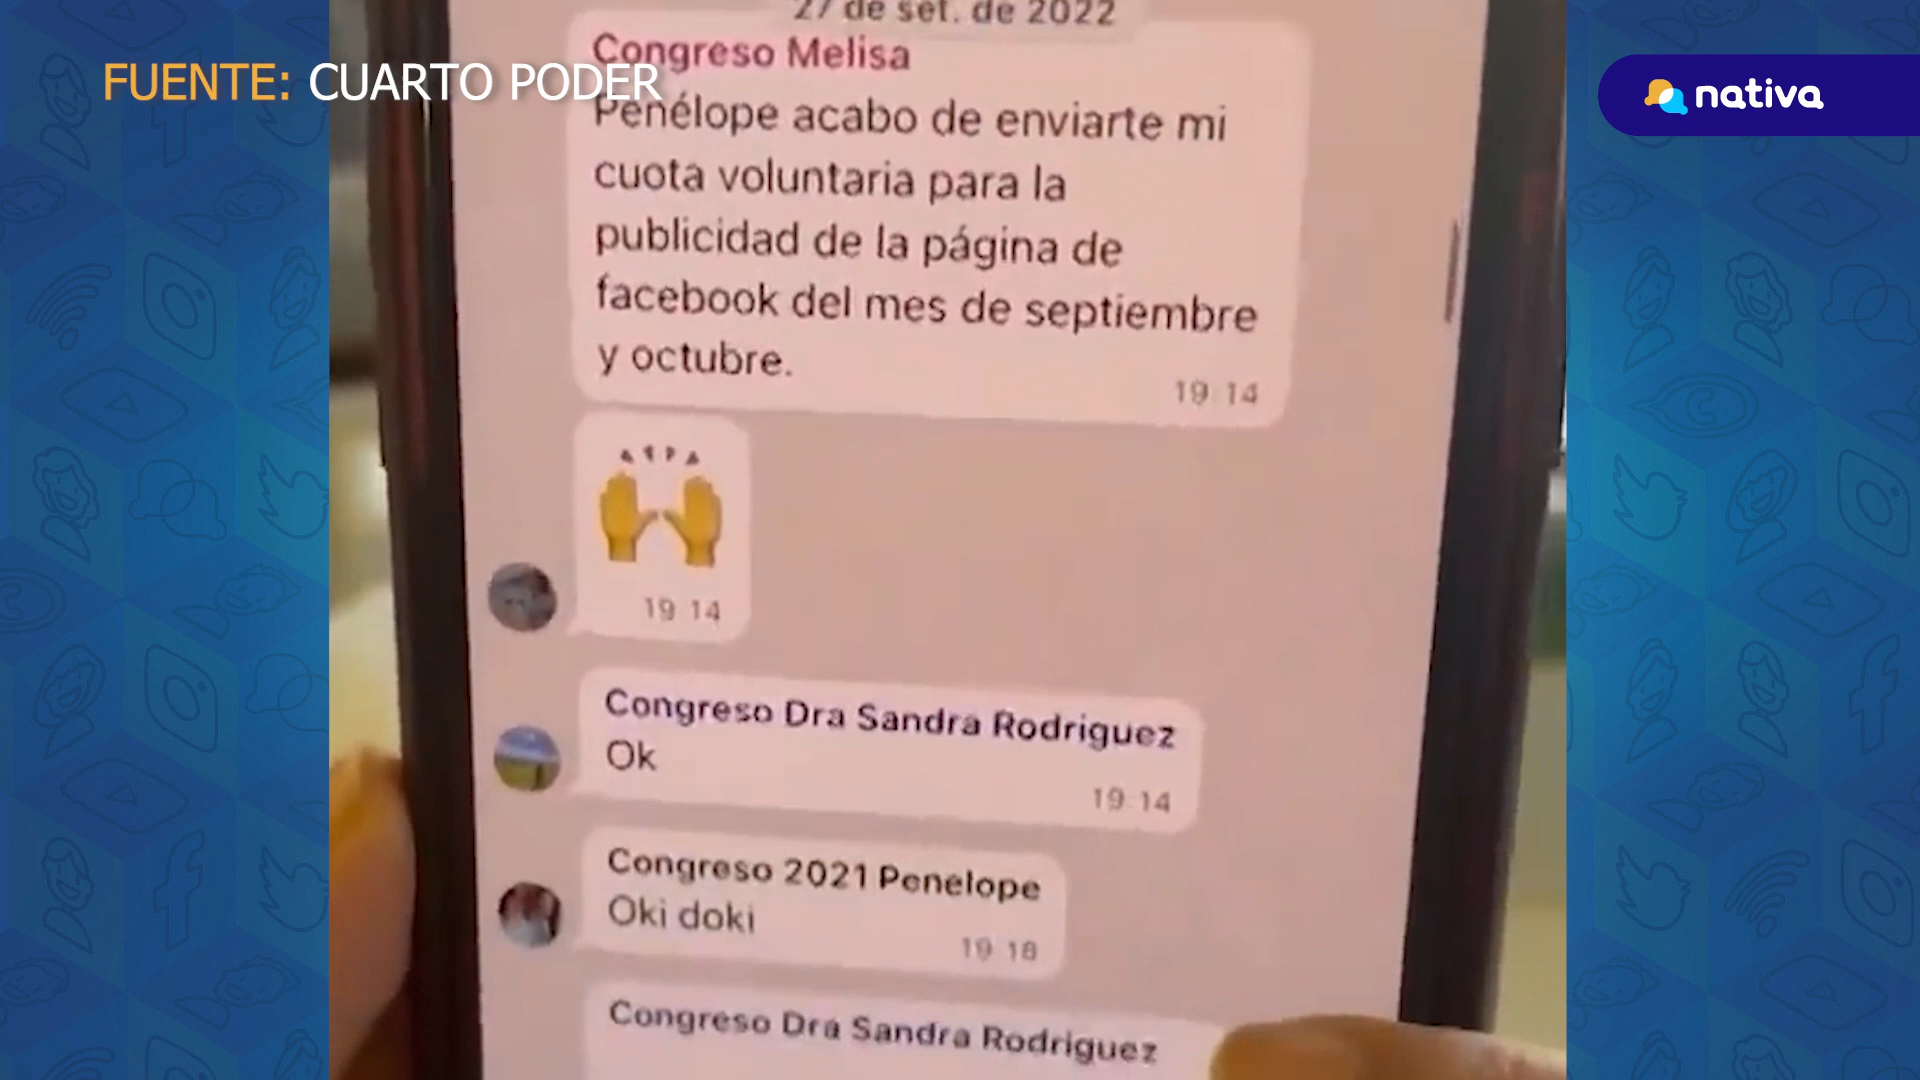 27 de set. de 2022
FUENTE: CUARTO PODER
nativa
Congreso Melisa
Penélope acabo de enviarte mi
cuota voluntaria para la
publicidad de la página de
facebook del mes de septiembre
y octubre.
19:14
19:14
Congreso Dra Sandra Rodriguez
Ok
19:14
Congreso 2021 Penelope
Oki doki
19:18
Congreso Dra Sandra Rodriguez